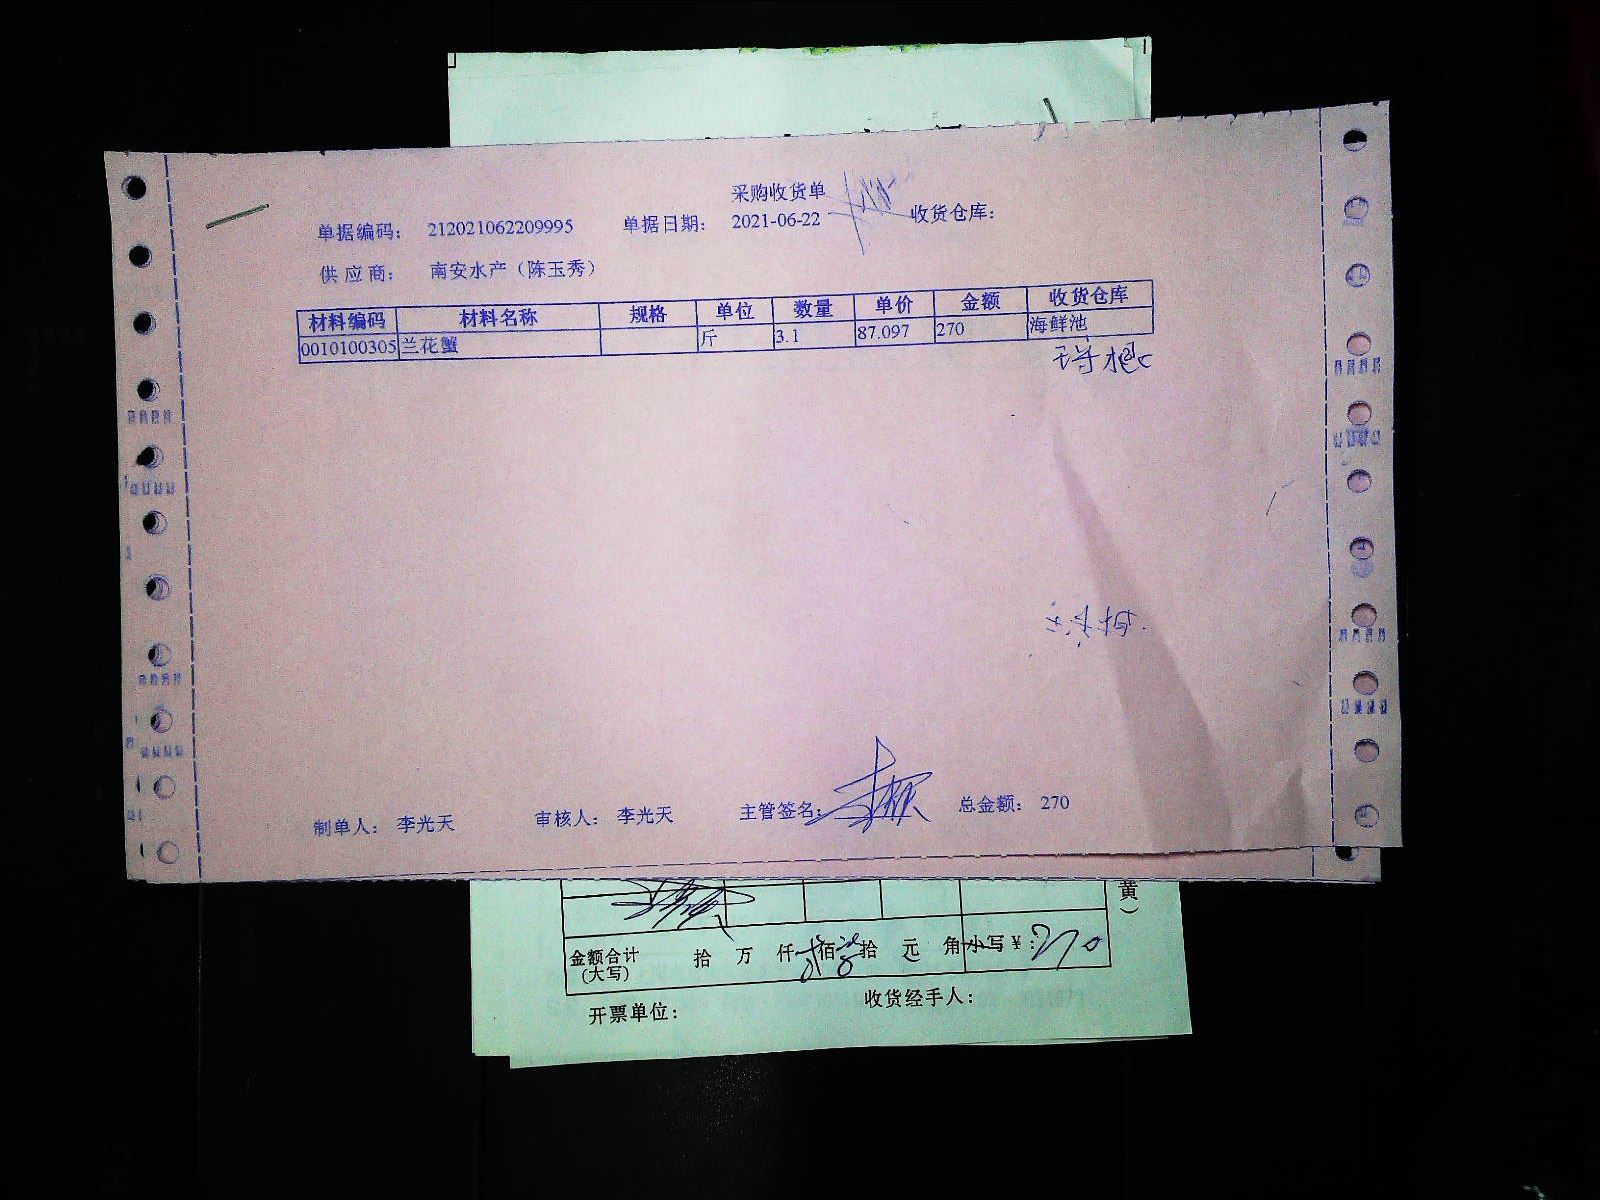 采购收货单
单据编码： 212021062209995 单据日期： 2021-06-22 收货仓库：
供应商： 南安水产（陈玉秀）
材料编码 材料名称 规格 单位 数量 单价 金额 收货仓库
0010100305 兰花蟹 斤 3.1 87.097 270 海鲜池
制单人： 李光天 审核人： 李光天 主管签名： 总金额： 270
黄）
金额合计（大写） 拾 万 仟 佰 拾 元 角 小写￥：270
开票单位： 收货经手人：